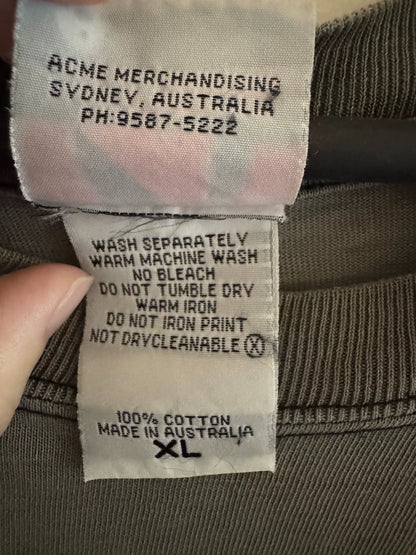 ACME MERCHANDISING
SYDNEY, AUSTRALIA
PH:9587-5222
WASH SEPARATELY
WARM MACHINE WASH
NO BLEACH
DO NOT TUMBLE DRY
WARM IRON
DO NOT IRON PRINT
NOT DRYCLEANABLE Ⓧ
100% COTTON
MADE IN AUSTRALIA
XL